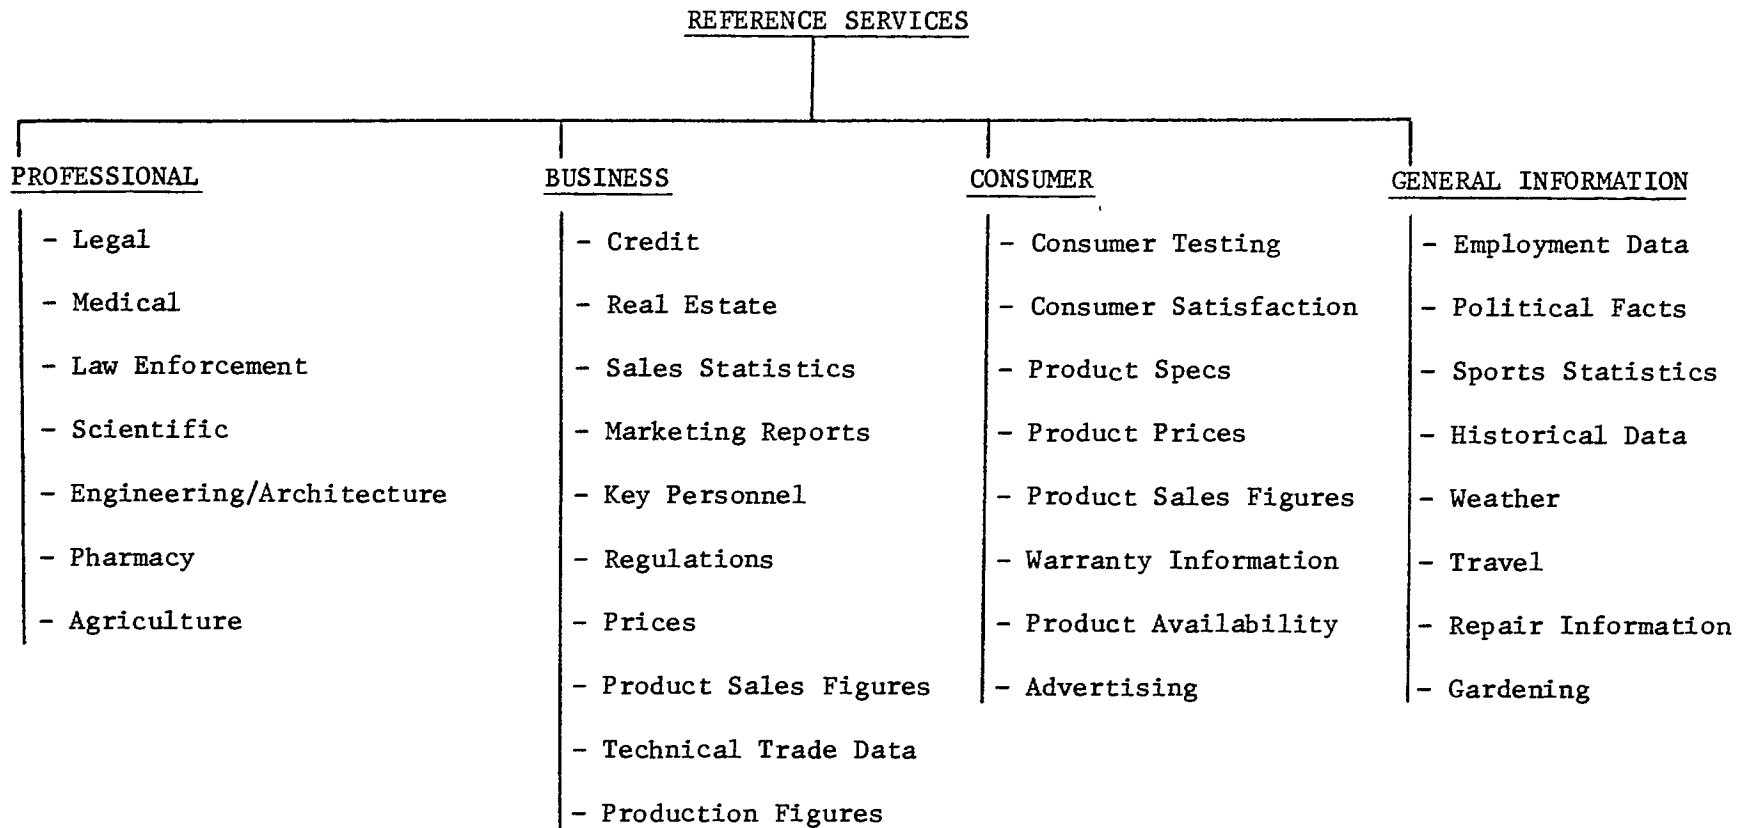 REFERENCE SERVICES
PROFESSIONAL
- Legal
- Medical
- Law Enforcement
- Scientific
- Engineering/Architecture
- Pharmacy
- Agriculture
BUSINESS
- Credit
- Real Estate
- Sales Statistics
- Marketing Reports
- Key Personnel
- Regulations
- Prices
- Product Sales Figures
- Technical Trade Data
- Production Figures
CONSUMER
- Consumer Testing
- Consumer Satisfaction
- Product Specs
- Product Prices
- Product Sales Figures
- Warranty Information
- Product Availability
- Advertising
GENERAL INFORMATION
- Employment Data
- Political Facts
- Sports Statistics
- Historical Data
- Weather
- Travel
- Repair Information
- Gardening